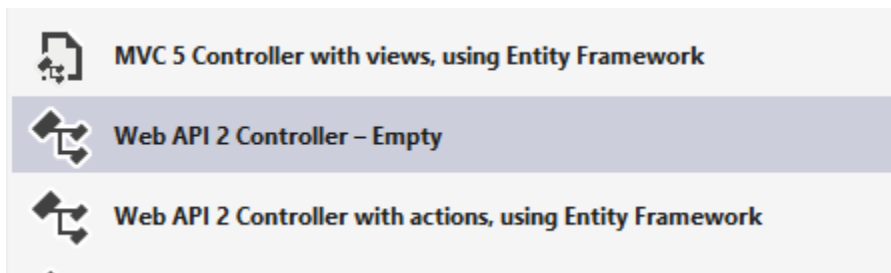 MVC 5 Controller with views, using Entity Framework
Web API 2 Controller – Empty
Web API 2 Controller with actions, using Entity Framework